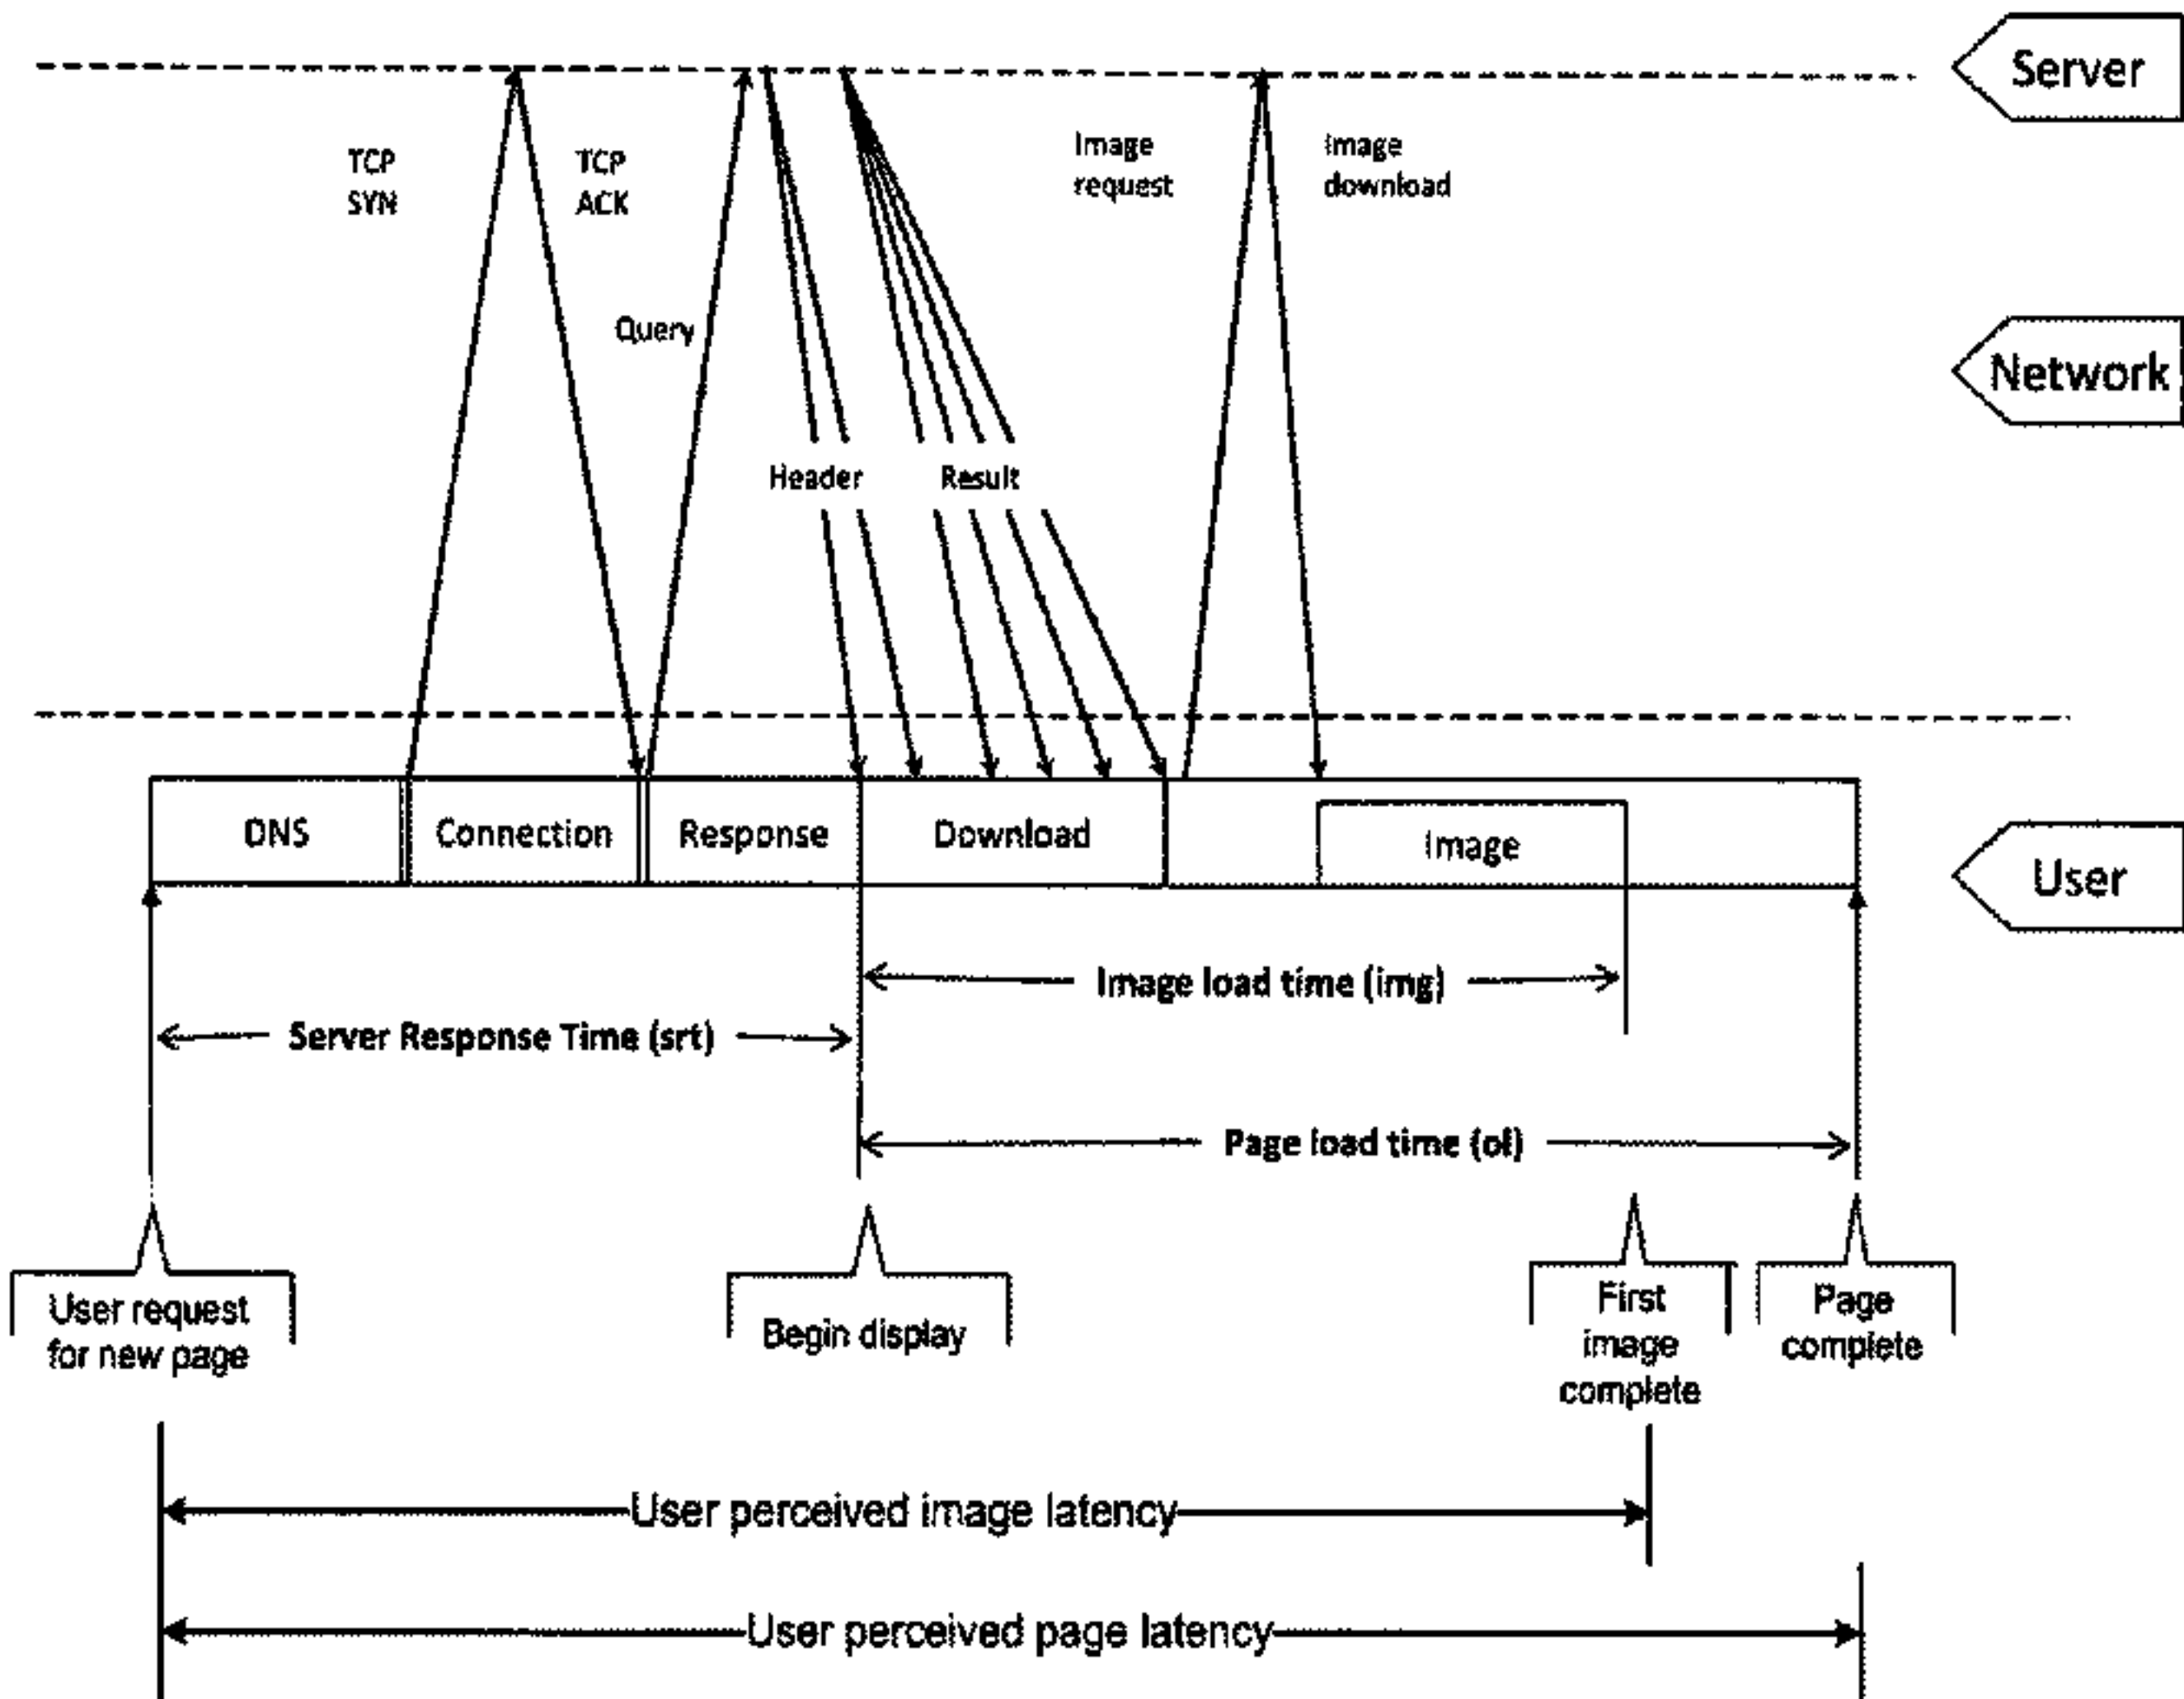 Server
TCP
SYN
TCP
ACK
Image
request
Image
download
Query
Network
Header
Result
DNS
Connection
Response
Download
Image
User
Image load time (img)
Server Response Time (srt)
Page load time (ol)
User request
for new page
Begin display
First
image
complete
Page
complete
User perceived image latency
User perceived page latency